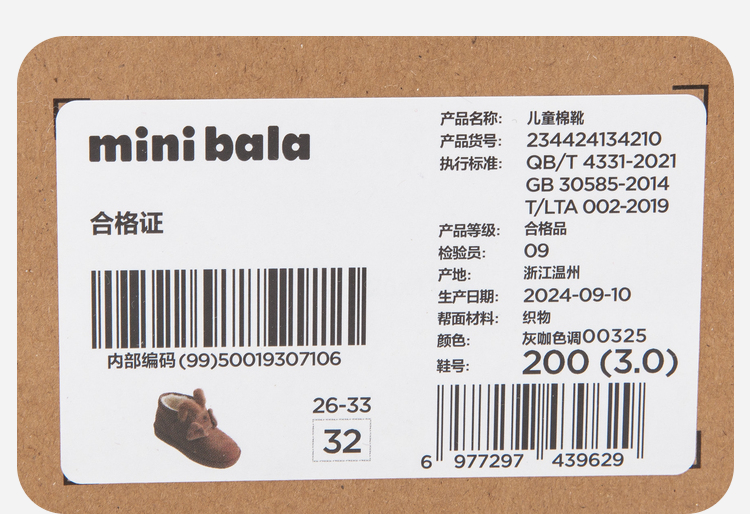 mini bala
合格证
内部编码(99)50019307106
26-33
32
产品名称: 儿童棉靴
产品货号: 234424134210
执行标准: QB/T 4331-2021
GB 30585-2014
T/LTA 002-2019
产品等级: 合格品
检验员: 09
产地: 浙江温州
生产日期: 2024-09-10
帮面材料: 织物
颜色: 灰咖色调00325
鞋号: 200 (3.0)
6 977297 439629